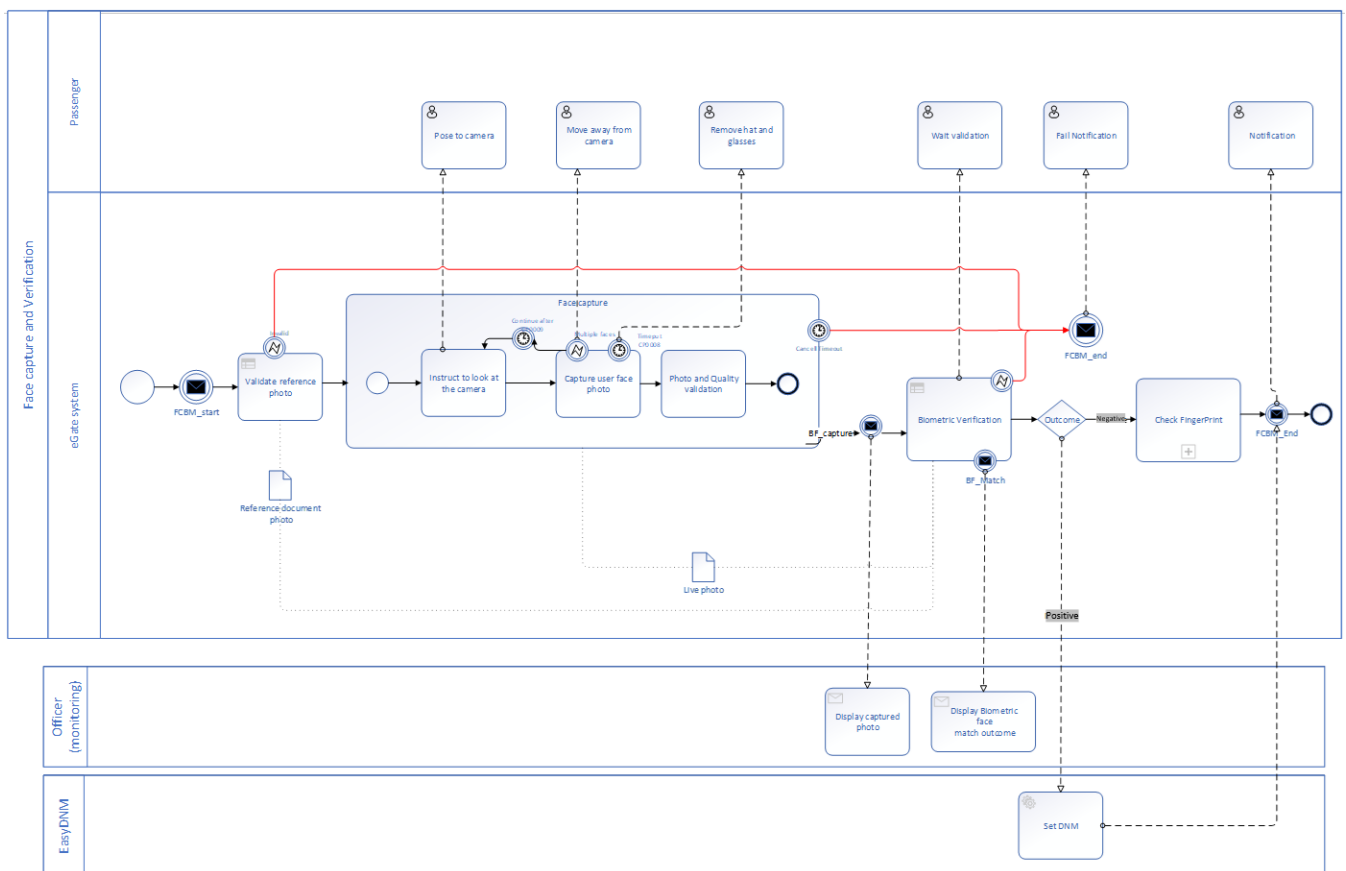 Face capture and Verification
Passenger
Pose to camera
Move away from
camera
Remove hat and
glasses
Wait validation
Fail Notification
Notification
eGate system
Invalid
FCBM_start
Validate reference
photo
Face capture
Continue after
Multiple faces
Timeput
Instruct to look at
the camera
Capture user face
photo
Photo and Quality
validation
Cancell Timeout
FCBM_end
BF_capture
Biometric Verification
BF_Match
Outcome
Negative
Check FingerPrint
FCBM_End
Reference document
photo
Live photo
Positive
Officer
(monitoring)
Display captured
photo
Display Biometric
face
match outcome
EasyDNM
Set DNM